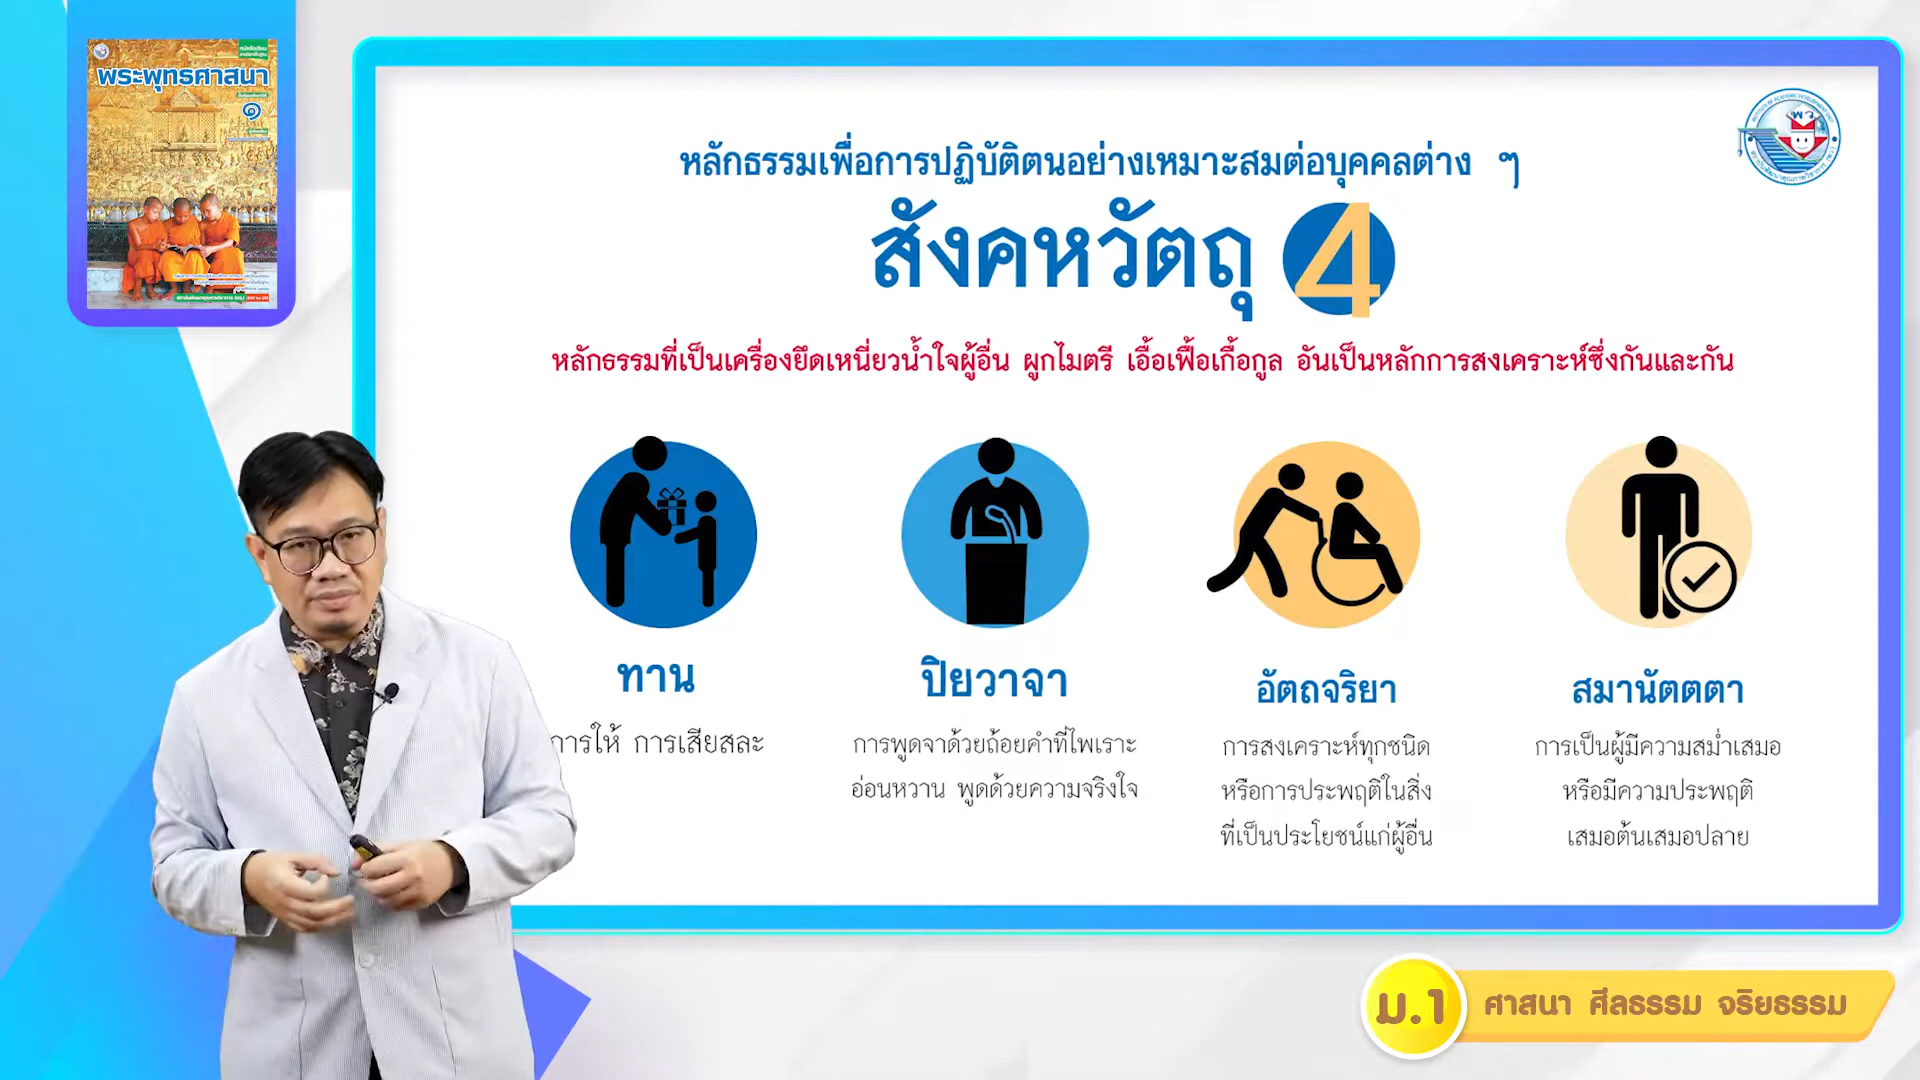 พระพุทธศาสนา
๑
หลักธรรมเพื่อการปฏิบัติตนอย่างเหมาะสมต่อบุคคลต่าง ๆ
สังคหวัตถุ 4
หลักธรรมที่เป็นเครื่องยึดเหนี่ยวน้ำใจผู้อื่น ผูกไมตรี เอื้อเฟื้อเกื้อกูล อันเป็นหลักการสงเคราะห์ซึ่งกันและกัน
ทาน
การให้ การเสียสละ
ปิยวาจา
การพูดจาด้วยถ้อยคำที่ไพเราะ
อ่อนหวาน พูดด้วยความจริงใจ
อัตถจริยา
การสงเคราะห์ทุกชนิด
หรือการประพฤติในสิ่ง
ที่เป็นประโยชน์แก่ผู้อื่น
สมานัตตตา
การเป็นผู้มีความสม่ำเสมอ
หรือมีความประพฤติ
เสมอต้นเสมอปลาย
พว
ม.1 ศาสนา ศีลธรรม จริยธรรม